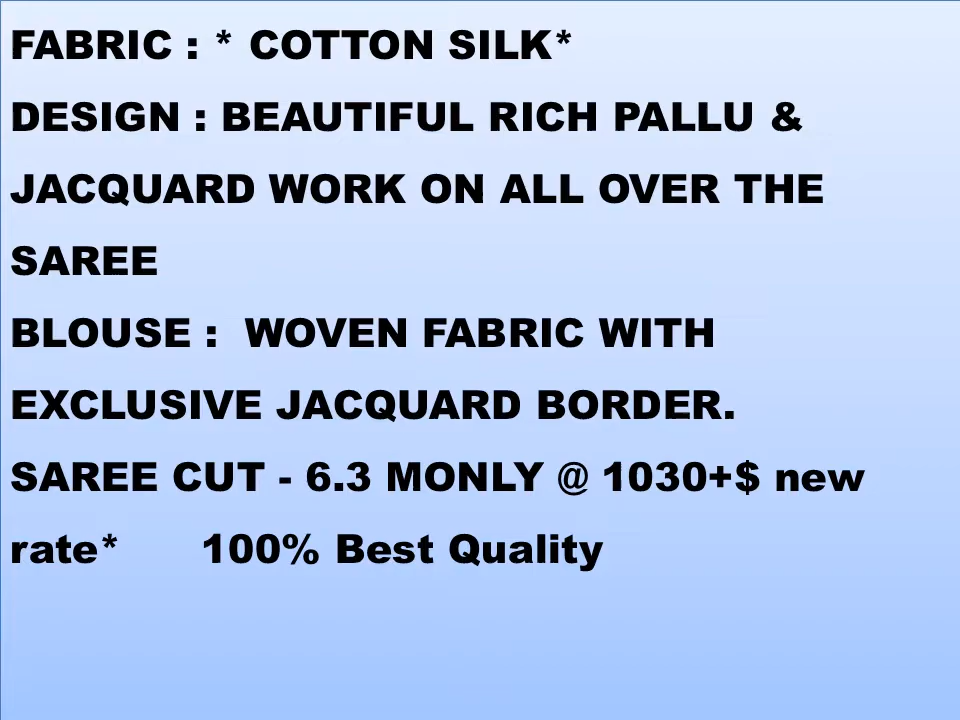 FABRIC : * COTTON SILK*
DESIGN : BEAUTIFUL RICH PALLU &
JACQUARD WORK ON ALL OVER THE
SAREE
BLOUSE :  WOVEN FABRIC WITH
EXCLUSIVE JACQUARD BORDER.
SAREE CUT - 6.3 MONLY @ 1030+$ new
rate*      100% Best Quality